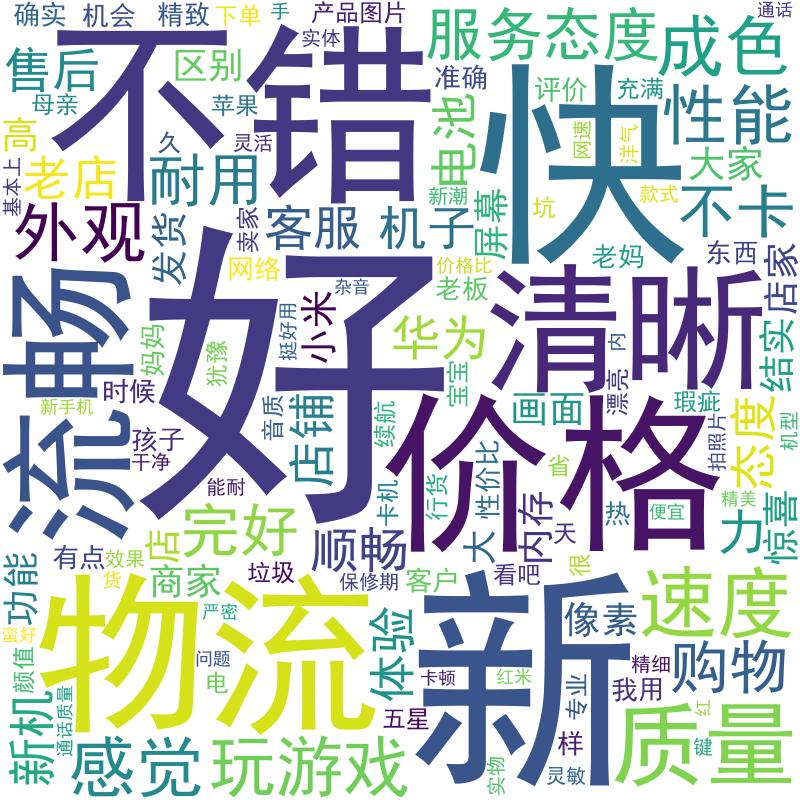 确实
机会
精致
下单
手
产品图片
通话
不错
实体
服务态度
成色
售后
区别
准确
评价
充满
母亲
苹果
电池
快
性能
高
久
灵活
网速
洋气
基本上
老店
耐用
新潮
坑
款式
大家
不卡
外观
发货
卖家
客服
机子
屏幕
老妈
东西
店家
网络
价格比
杂音
老板
流畅
好
小米
挺好用
华为
清晰
结实
妈妈
犹豫
宝宝
内
漂亮
时候
新手机
音质
店铺
续航
画面
瑕疵
态度
拍照片
机型
孩子
干净
价格
性价比
省
能耐
卡机
行货
精美
惊喜
完好
顺畅
大
内存
天
热
便宜
力
店
有点
效果
功能
货
商家
垃圾
保修期
客户
看吧
很
物流
严密
新
像素
速度
蛮好
颜值
问题
体验
卡顿
红米
精细
购物
新机
通话质量
电
五星
专业
我用
红
样
键
质量
感觉
玩游戏
实物
灵敏